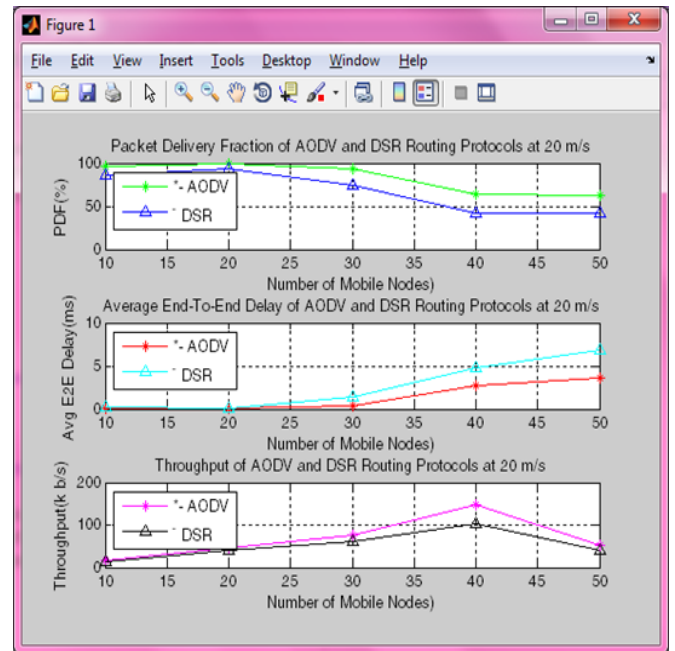 Figure 1
File Edit View Insert Tools Desktop Window Help
Packet Delivery Fraction of AODV and DSR Routing Protocols at 20 m/s
PDF(%)
100
50
0
*- AODV
- DSR
10 15 20 25 30 35 40 45 50
Number of Mobile Nodes)
Average End-To-End Delay of AODV and DSR Routing Protocols at 20 m/s
Avg E2E Delay(ms)
10
5
0
*- AODV
- DSR
10 15 20 25 30 35 40 45 50
Number of Mobile Nodes)
Throughput of AODV and DSR Routing Protocols at 20 m/s
Throughput(k b/s)
200
100
0
*- AODV
- DSR
10 15 20 25 30 35 40 45 50
Number of Mobile Nodes)